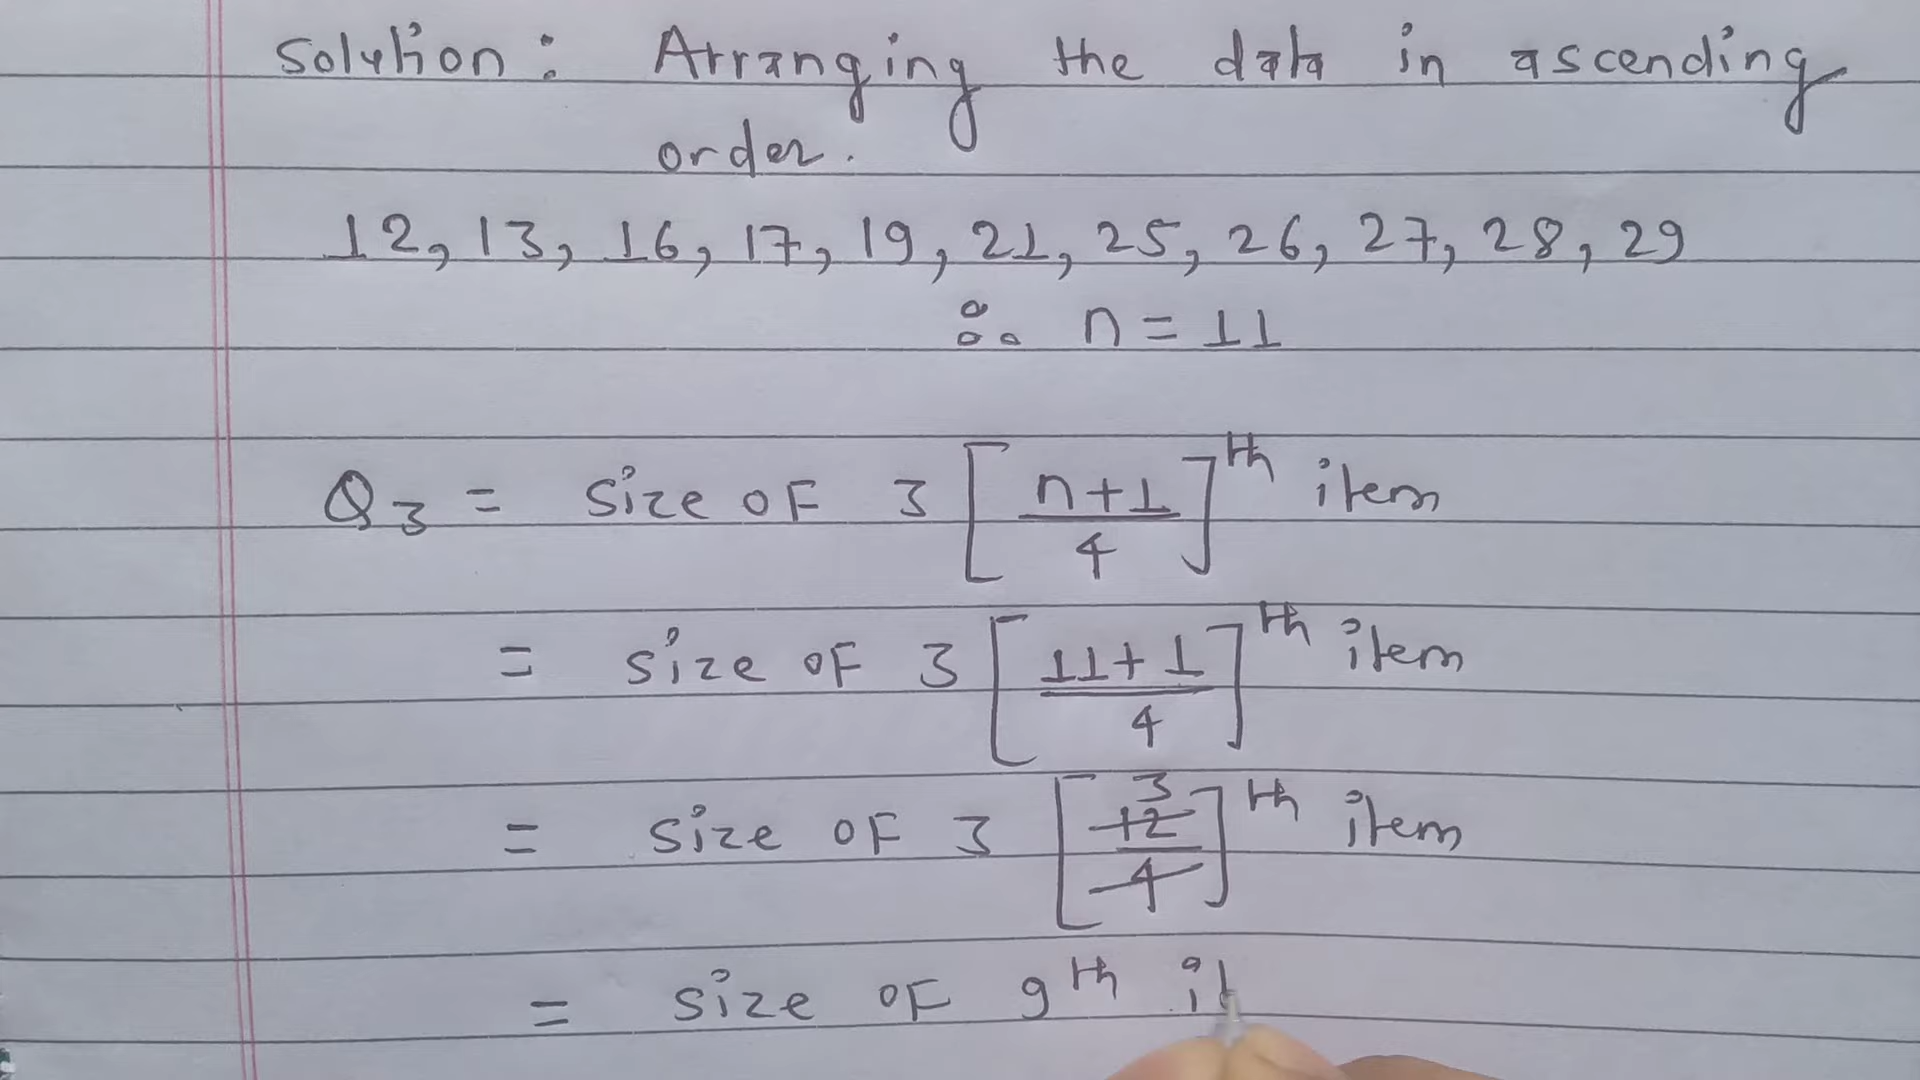 Solution: Arranging the data in ascending
order.
12, 13, 16, 17, 19, 21, 25, 26, 27, 28, 29
∴ n = 11
Q₃ = size of 3 [ (n+1)/4 ]ᵗʰ item
= size of 3 [ (11+1)/4 ]ᵗʰ item
= size of 3 [ 3 12/4 ]ᵗʰ item
= size of 9ᵗʰ it